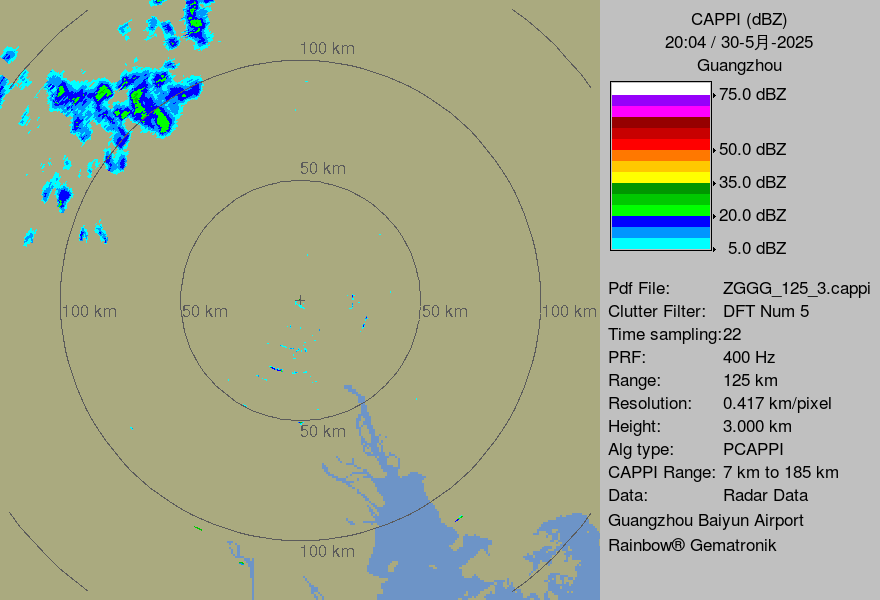 CAPPI (dBZ)
20:04 / 30-5月-2025
Guangzhou
75.0 dBZ
50.0 dBZ
35.0 dBZ
20.0 dBZ
5.0 dBZ
Pdf File: ZGGG_125_3.cappi
Clutter Filter: DFT Num 5
Time sampling:22
PRF: 400 Hz
Range: 125 km
Resolution: 0.417 km/pixel
Height: 3.000 km
Alg type: PCAPPI
CAPPI Range: 7 km to 185 km
Data: Radar Data
Guangzhou Baiyun Airport
Rainbow® Gematronik
100 km
50 km
100 km
50 km
50 km
100 km
50 km
100 km